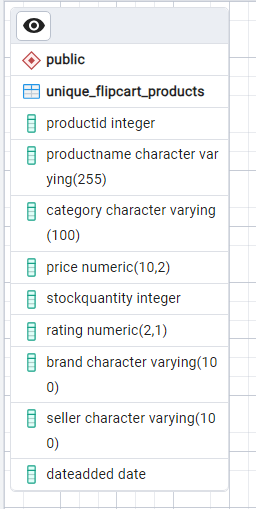 public
unique_flipcart_products
productid integer
productname character var
ying(255)
category character varying
(100)
price numeric(10,2)
stockquantity integer
rating numeric(2,1)
brand character varying(10
0)
seller character varying(10
0)
dateadded date